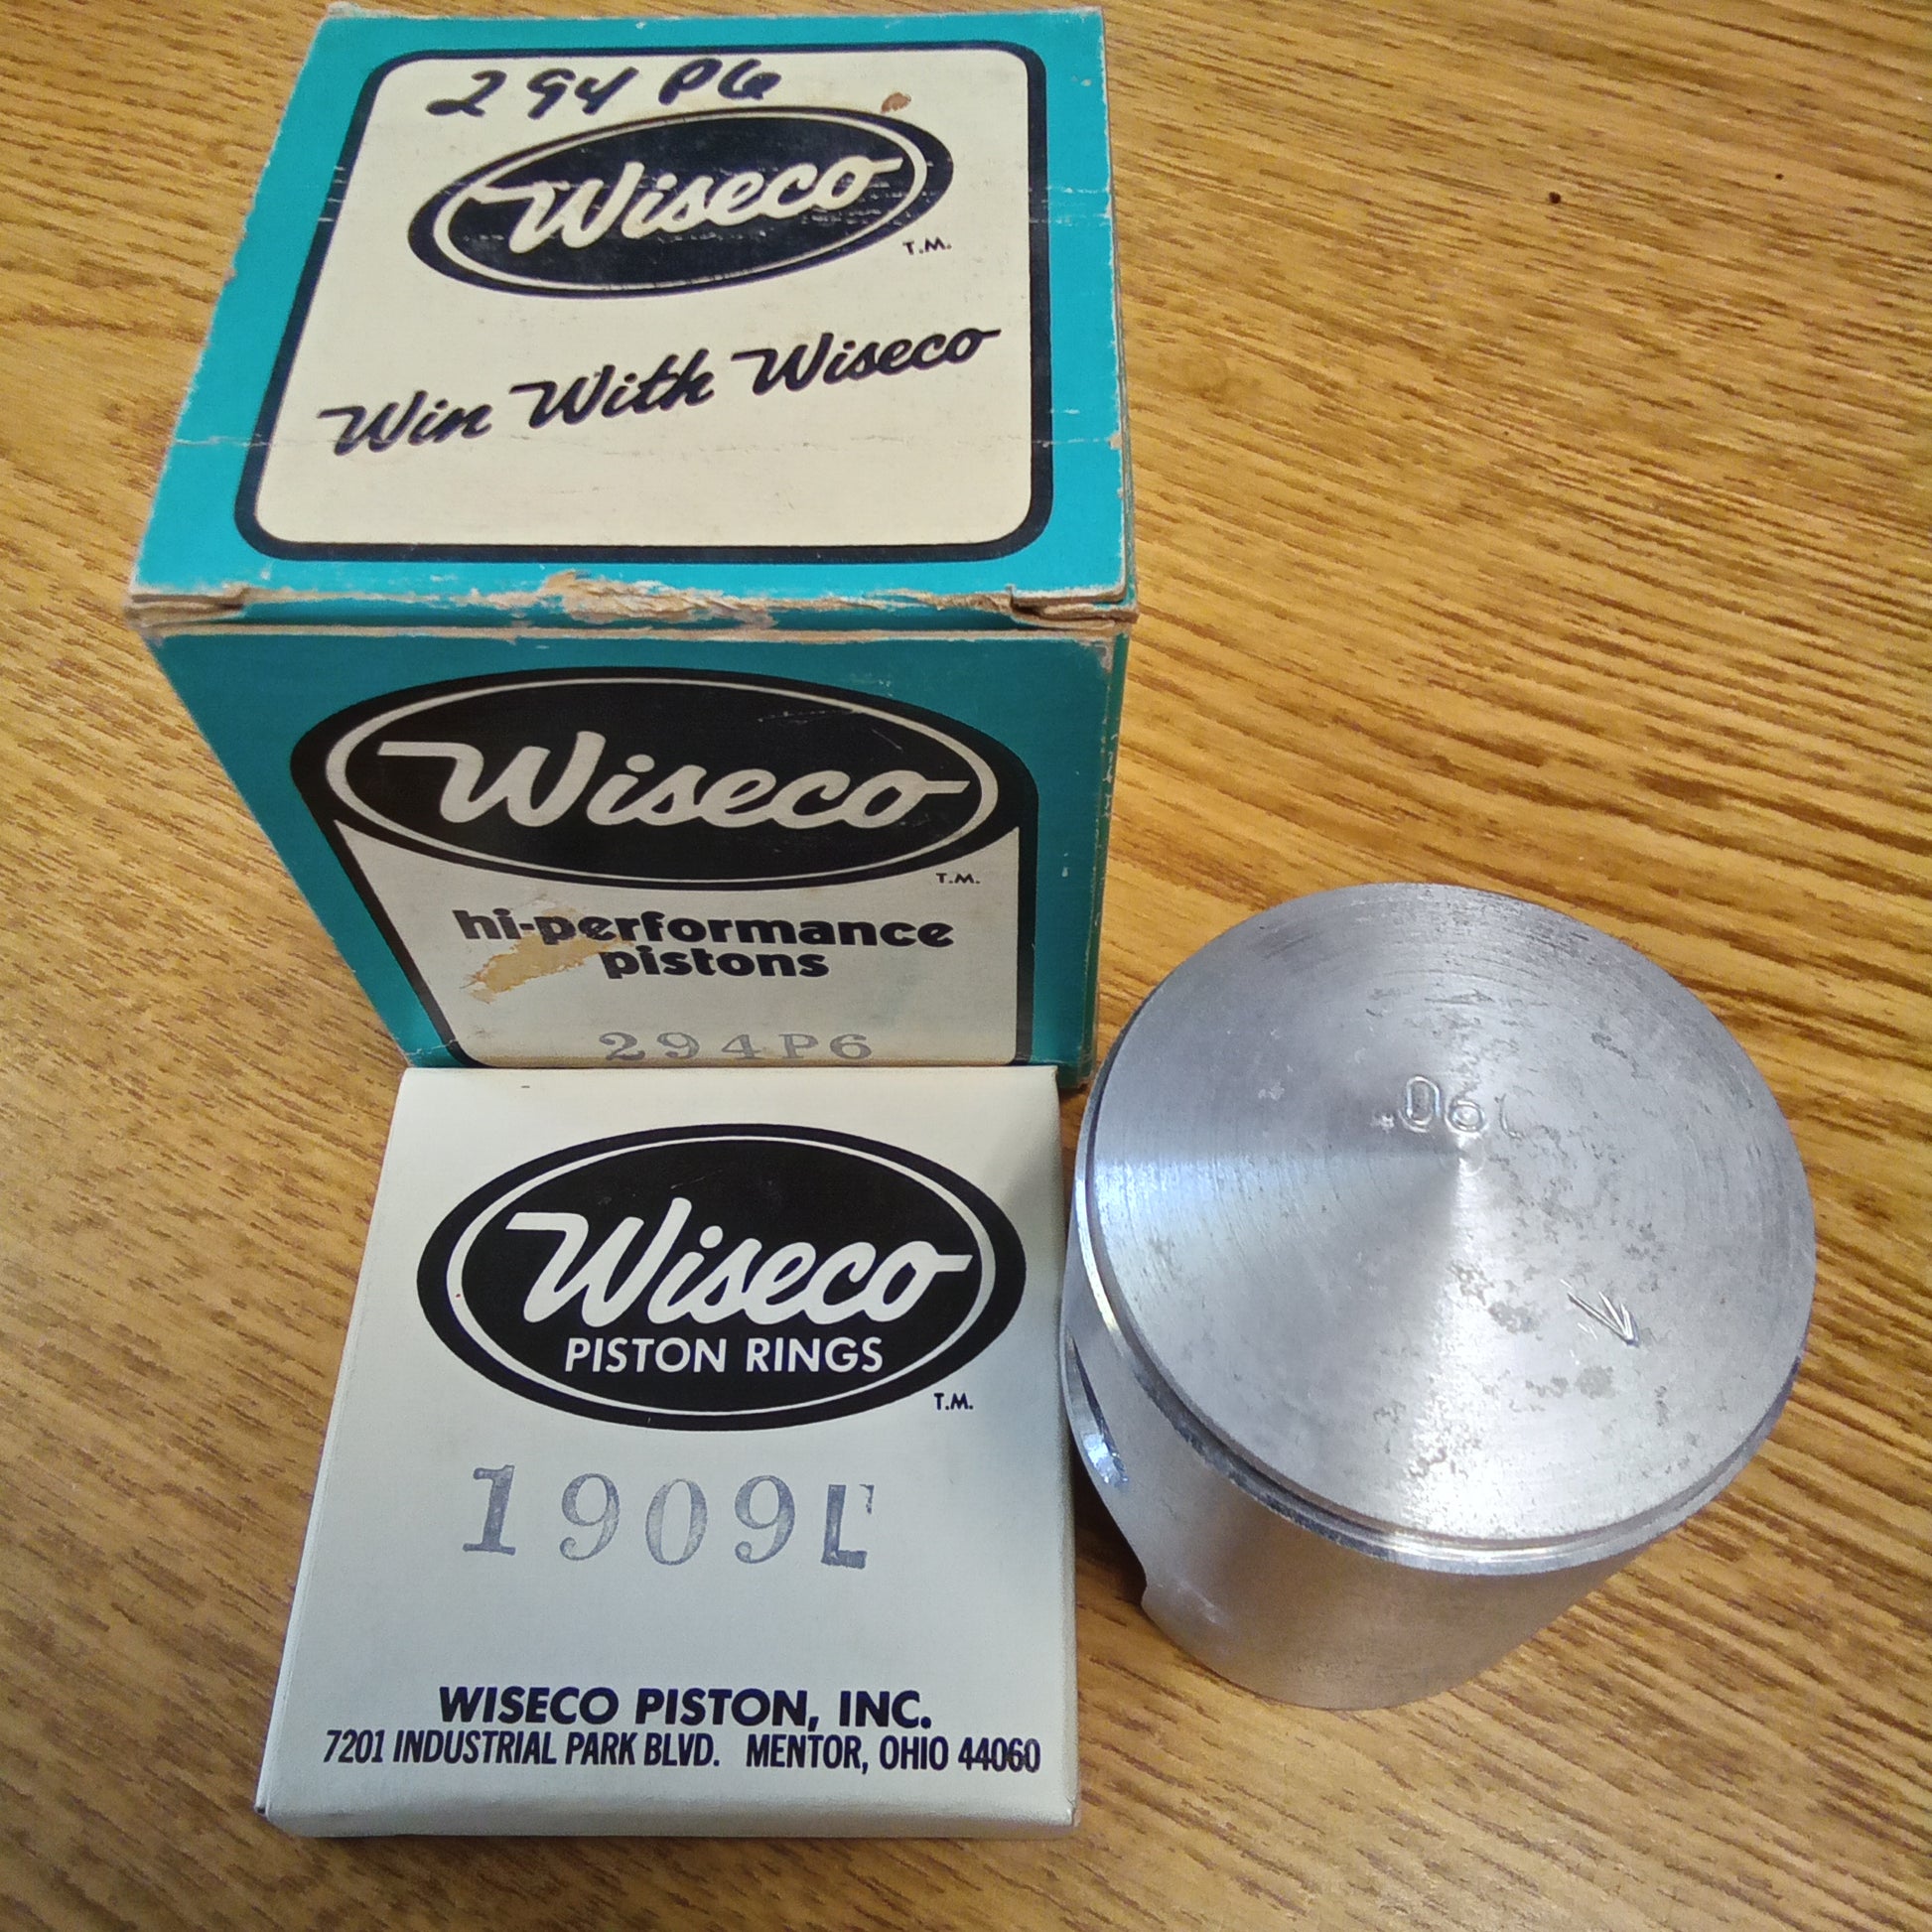 294 P6
Wiseco
T.M.
Win With Wiseco
Wiseco
T.M.
hi-performance
pistons
294P6
Wiseco
PISTON RINGS
T.M.
1909L
WISECO PISTON, INC.
7201 INDUSTRIAL PARK BLVD. MENTOR, OHIO 44060